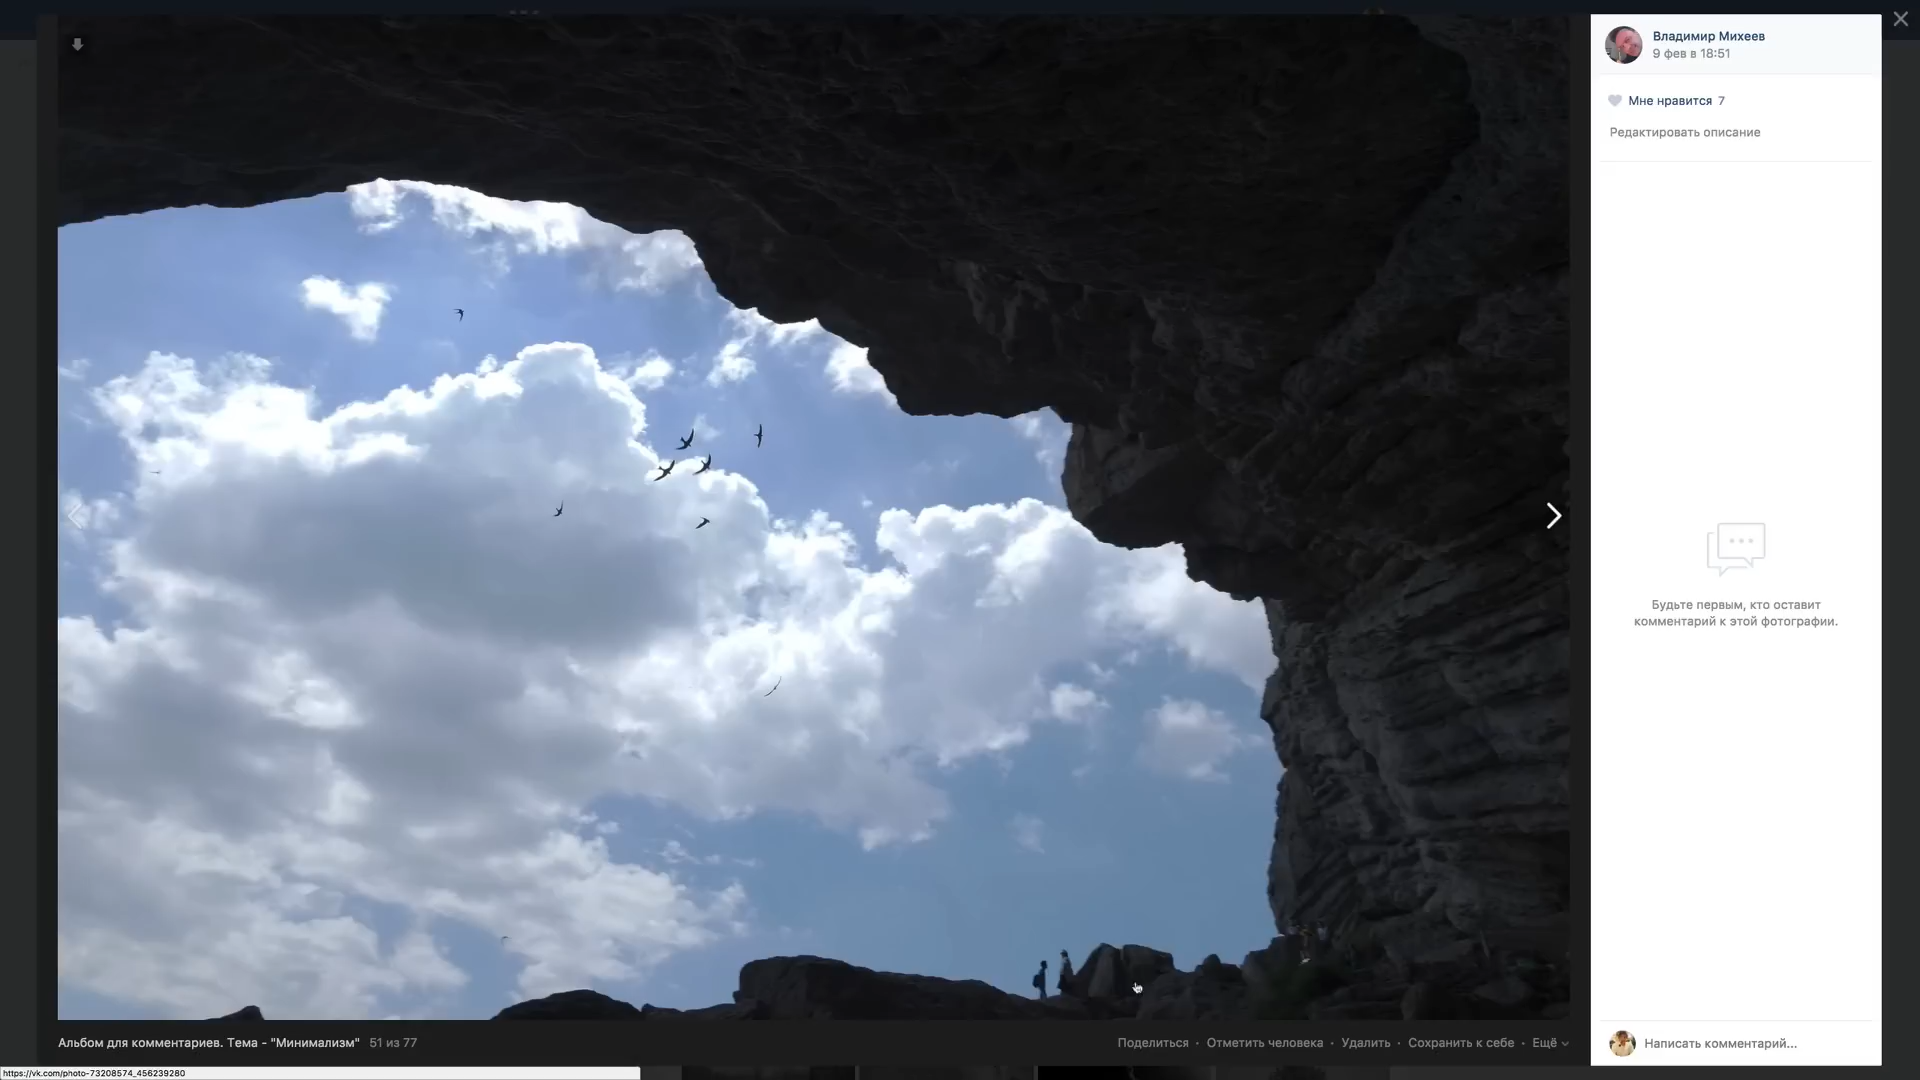 Владимир Михеев
9 фев в 18:51
Мне нравится 7
Редактировать описание
Будьте первым, кто оставит
комментарий к этой фотографии.
Альбом для комментариев. Тема - "Минимализм" 51 из 77
Поделиться · Отметить человека · Удалить · Сохранить к себе · Ещё
Написать комментарий...
https://vk.com/photo-73208574_456239280